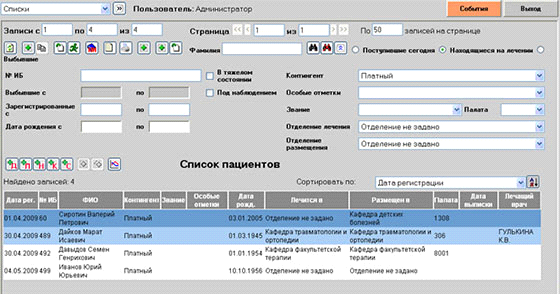 Списки
Пользователь: Администратор
События
Выход
Записи с 1 по 4 из 4
Страница 1 из 1
По 50 записей на странице
Фамилия
Поступившие сегодня
Находящиеся на лечении
Выбывшие
№ ИБ
В тяжелом состоянии
Контингент Платный
Выбывшие с по
Под наблюдением
Особые отметки
Зарегистрированные с по
Звание Палата
Дата рождения с по
Отделение лечения Отделение не задано
Отделение размещения Отделение не задано
Список пациентов
Найдено записей: 4
Сортировать по: Дата регистрации
Дата рег. № ИБ ФИО Контингент Звание Особые отметки Дата рожд. Лечится в Размещен в Палата Дата выписки Лечащий врач
01.04.2009 60 Сиротин Валерий Петрович Платный 03.01.2005 Отделение не задано Кафедра детских болезней 1308
30.04.2009 489 Дайков Марат Исаевич Платный 01.03.1945 Кафедра травматологии и ортопедии Кафедра травматологии и ортопедии 306 ГУЛЬКИНА К.В.
30.04.2009 492 Давыдов Семен Генрихович Платный 01.01.1954 Кафедра факультетской терапии Кафедра факультетской терапии 8001
04.05.2009 499 Иванов Юрий Юрьевич Платный 10.10.1956 Отделение не задано Отделение не задано